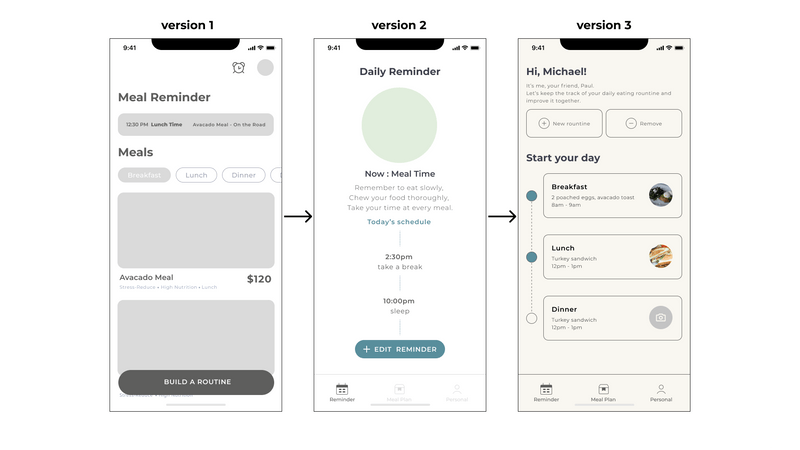 version 1
9:41
Meal Reminder
12:30 PM Lunch Time Avacado Meal - On the Road
Meals
Breakfast Lunch Dinner
Avacado Meal $120
Stress Reduce • High Nutrition • Lunch
BUILD A ROUTINE
version 2
9:41
Daily Reminder
Now : Meal Time
Remember to eat slowly,
Chew your food thoroughly,
Take your time at every meal.
Today's schedule
2:30pm
take a break
10:00pm
sleep
+ EDIT REMINDER
Reminder Meal Plan Personal
version 3
9:41
Hi, Michael!
It's me, your friend, Paul.
Let's keep the track of your daily eating rountine and
improve it together.
New rountine Remove
Start your day
Breakfast
2 poached eggs, avocado toast
8am - 9am
Lunch
Turkey sandwich
12pm - 1pm
Dinner
Turkey sandwich
12pm - 1pm
Reminder Meal Plan Personal